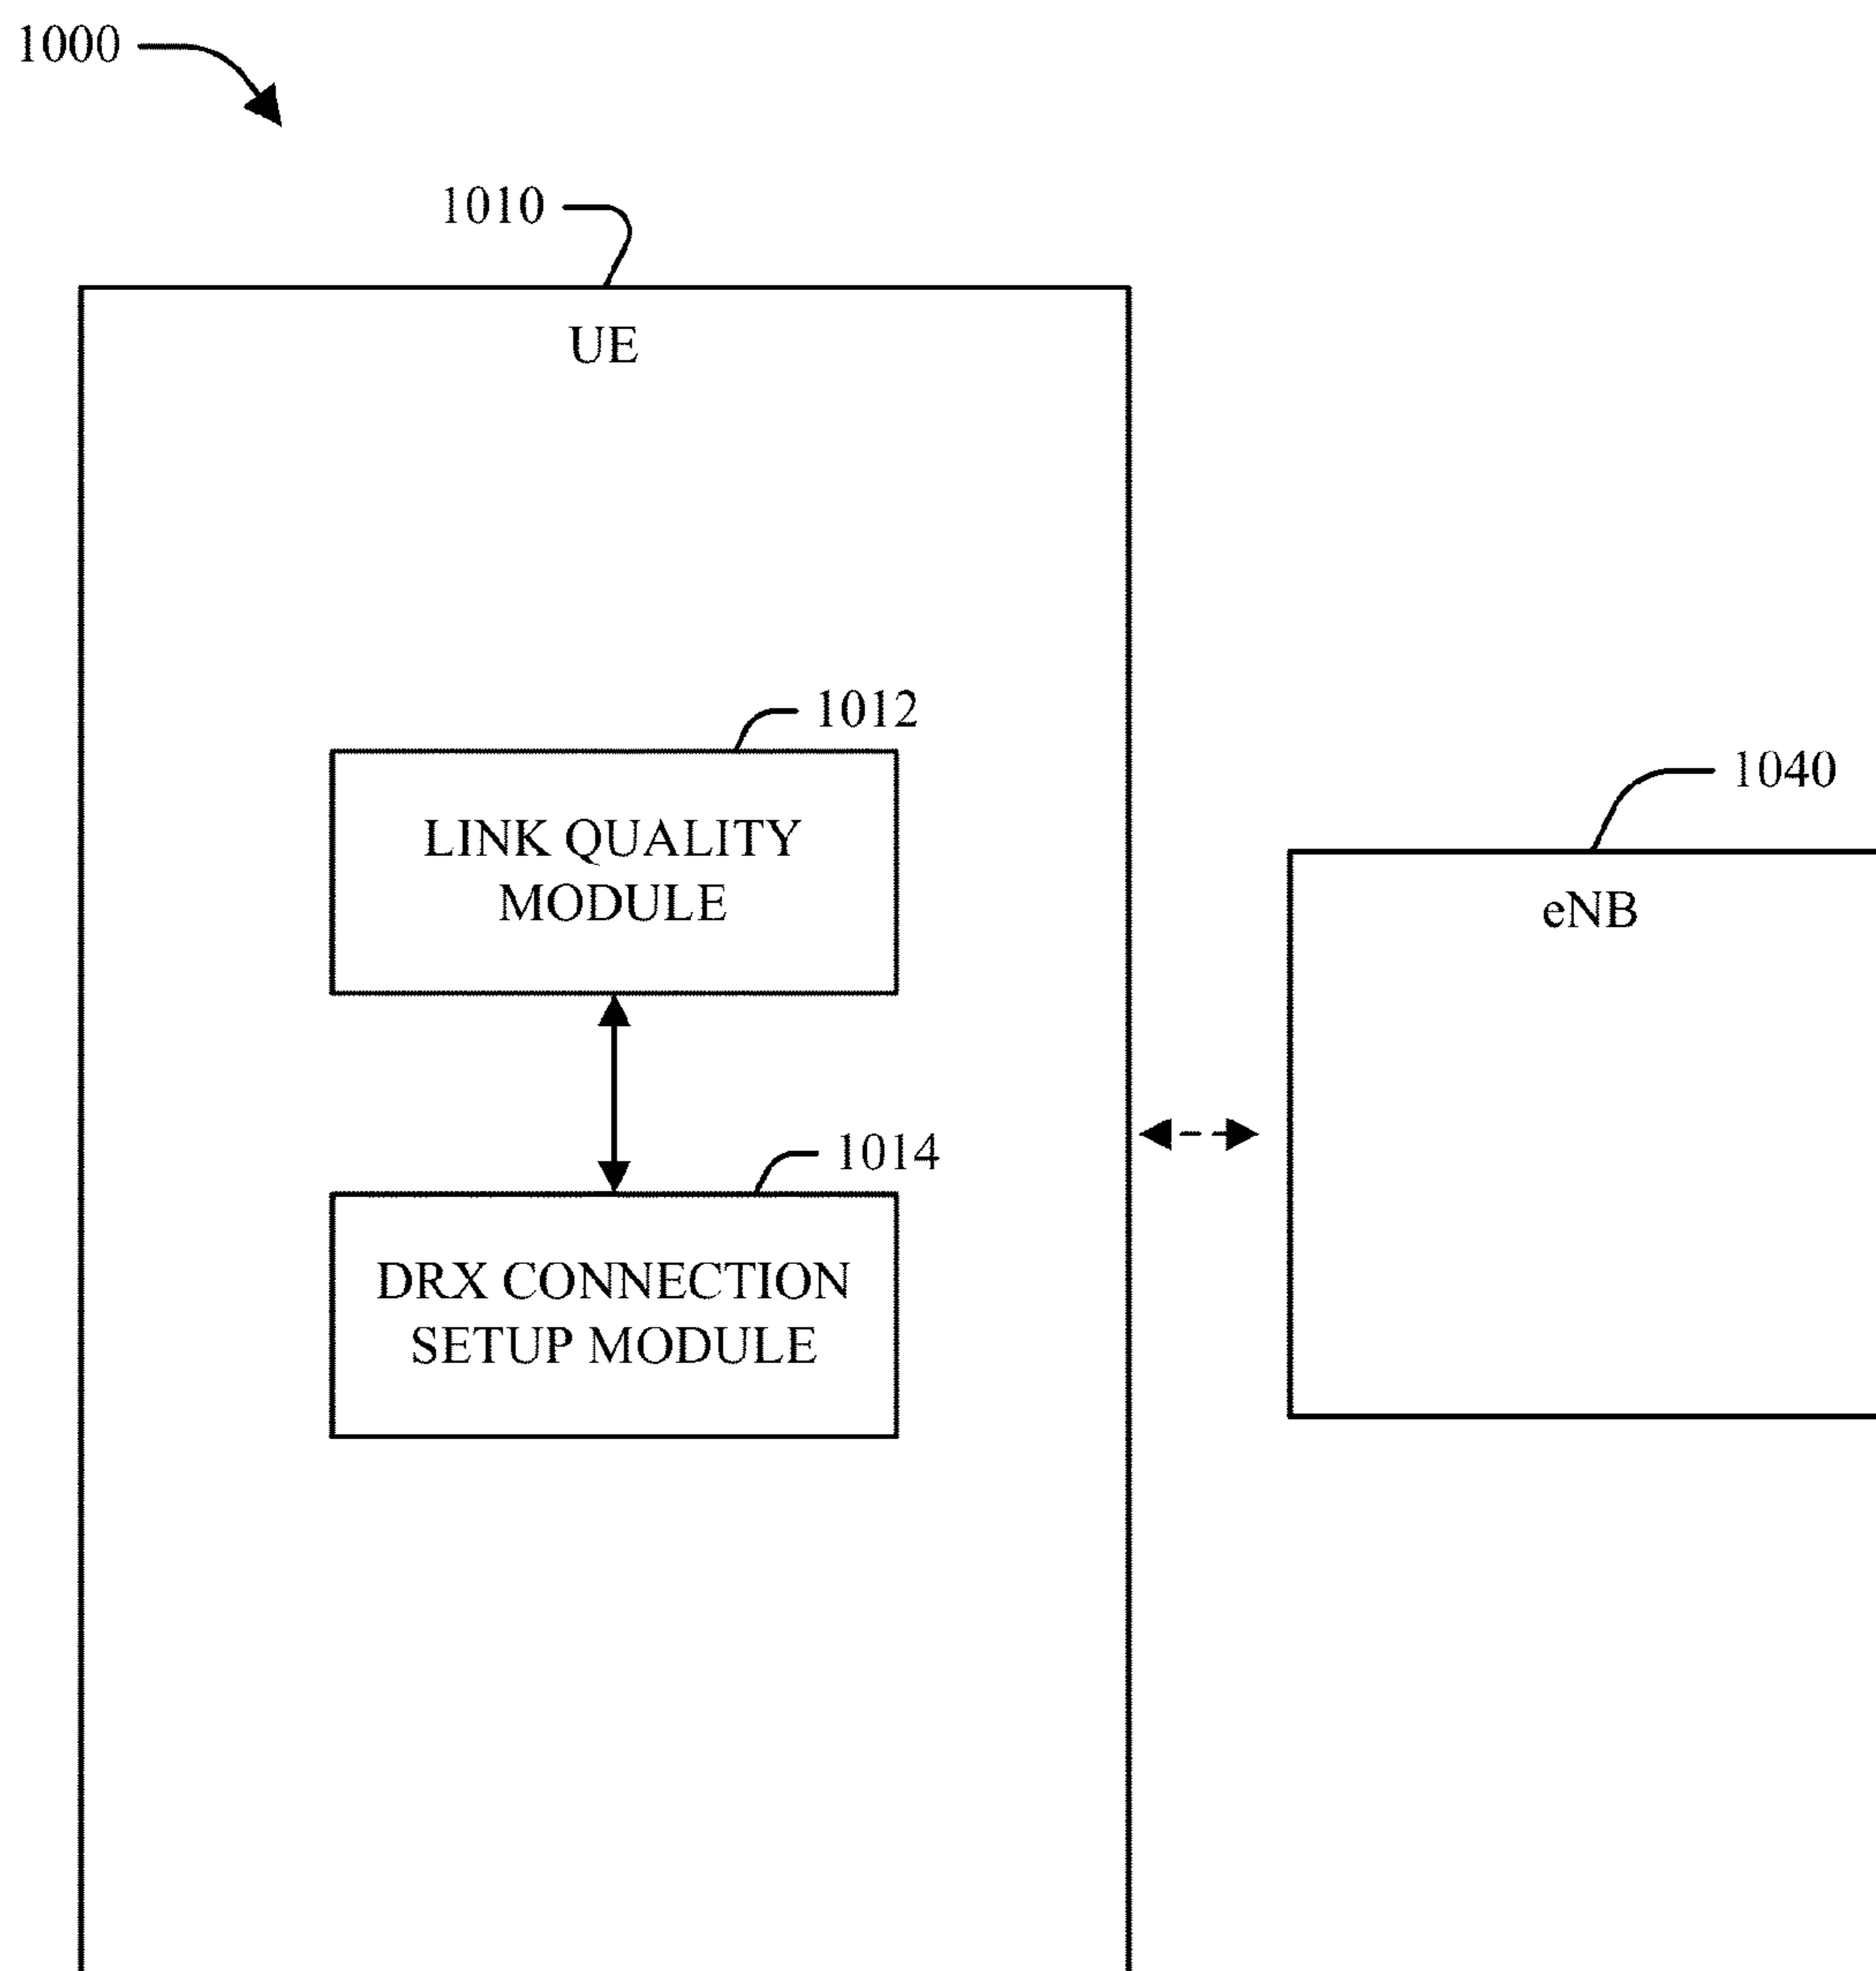 1000
1010
UE
1012
LINK QUALITY
MODULE
1040
eNB
1014
DRX CONNECTION
SETUP MODULE